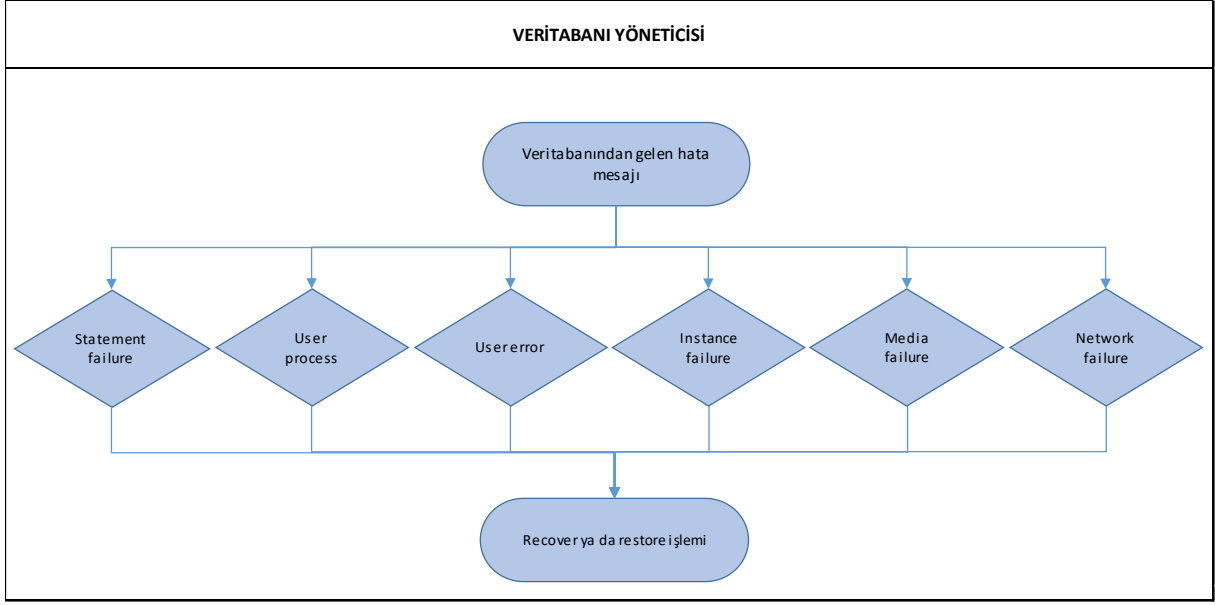 VERİTABANI YÖNETİCİSİ
Veritabanından gelen hata
mesajı
Statement
failure
User
process
User error
Instance
failure
Media
failure
Network
failure
Recover ya da restore işlemi